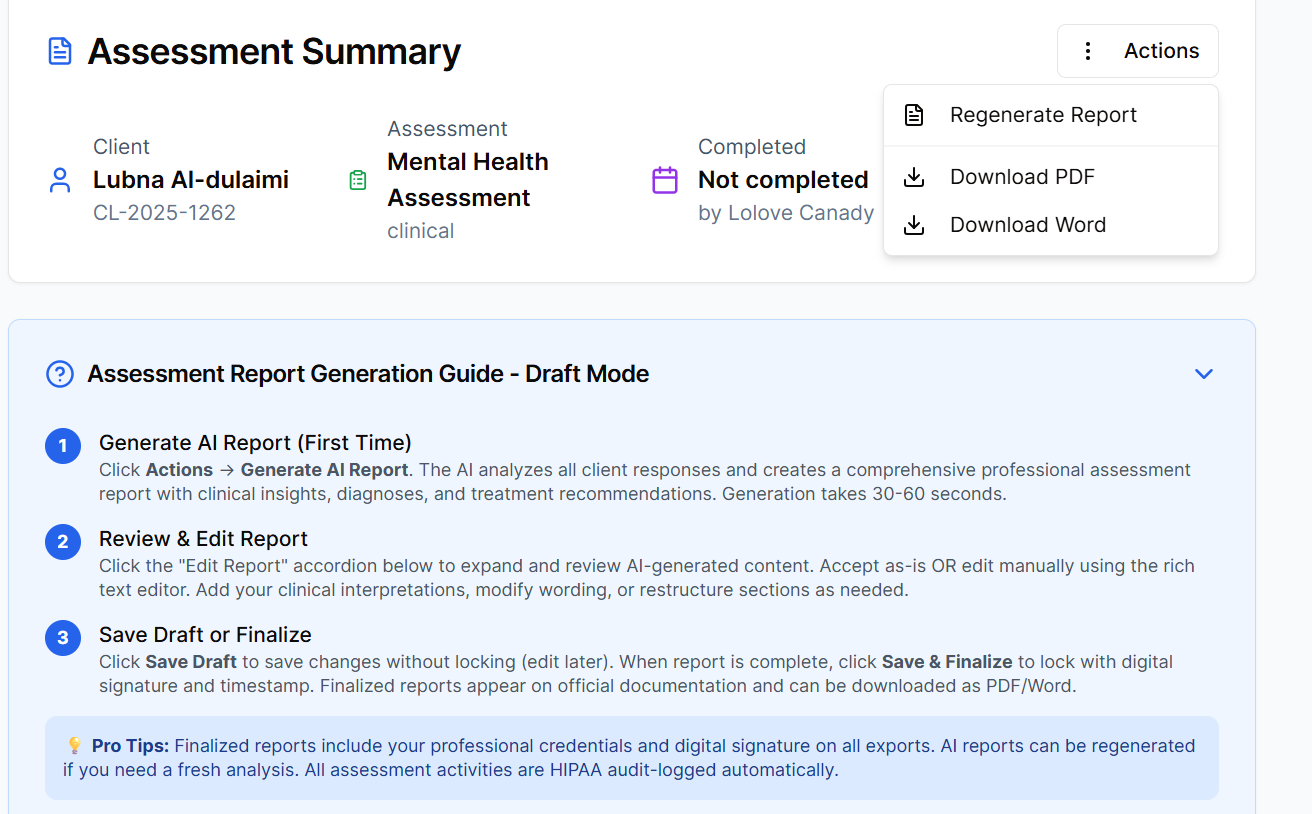 Assessment Summary
Actions
Regenerate Report
Download PDF
Download Word
Client
Lubna Al-dulaimi
CL-2025-1262
Assessment
Mental Health
Assessment
clinical
Completed
Not completed
by Lolove Canady
Assessment Report Generation Guide - Draft Mode
1
Generate AI Report (First Time)
Click Actions → Generate AI Report. The AI analyzes all client responses and creates a comprehensive professional assessment
report with clinical insights, diagnoses, and treatment recommendations. Generation takes 30-60 seconds.
2
Review & Edit Report
Click the "Edit Report" accordion below to expand and review AI-generated content. Accept as-is OR edit manually using the rich
text editor. Add your clinical interpretations, modify wording, or restructure sections as needed.
3
Save Draft or Finalize
Click Save Draft to save changes without locking (edit later). When report is complete, click Save & Finalize to lock with digital
signature and timestamp. Finalized reports appear on official documentation and can be downloaded as PDF/Word.
💡 Pro Tips: Finalized reports include your professional credentials and digital signature on all exports. AI reports can be regenerated
if you need a fresh analysis. All assessment activities are HIPAA audit-logged automatically.